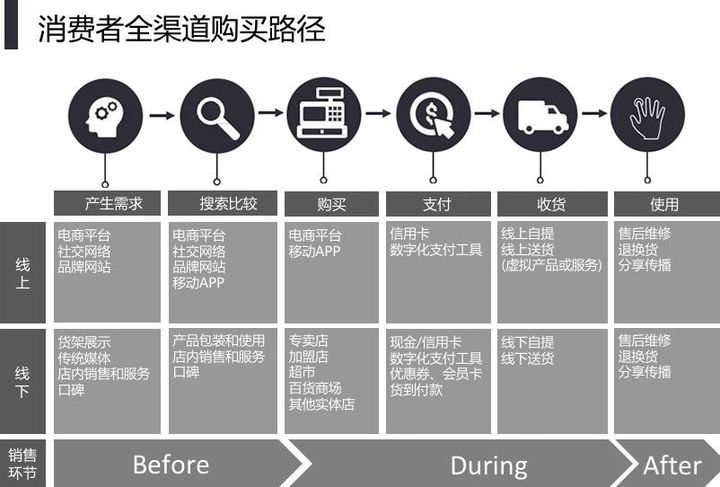 消费者全渠道购买路径
产生需求
搜索比较
购买
支付
收货
使用
线上
电商平台
社交网络
品牌网站
电商平台
社交网络
品牌网站
移动APP
电商平台
移动APP
信用卡
数字化支付工具
线上自提
线上送货
(虚拟产品或服务)
售后维修
退换货
分享传播
线下
货架展示
传统媒体
店内销售和服务
口碑
产品包装和使用
店内销售和服务
口碑
专卖店
加盟店
超市
百货商场
其他实体店
现金/信用卡
数字化支付工具
优惠券、会员卡
货到付款
线下自提
线下送货
售后维修
退换货
分享传播
销售
环节
Before
During
After